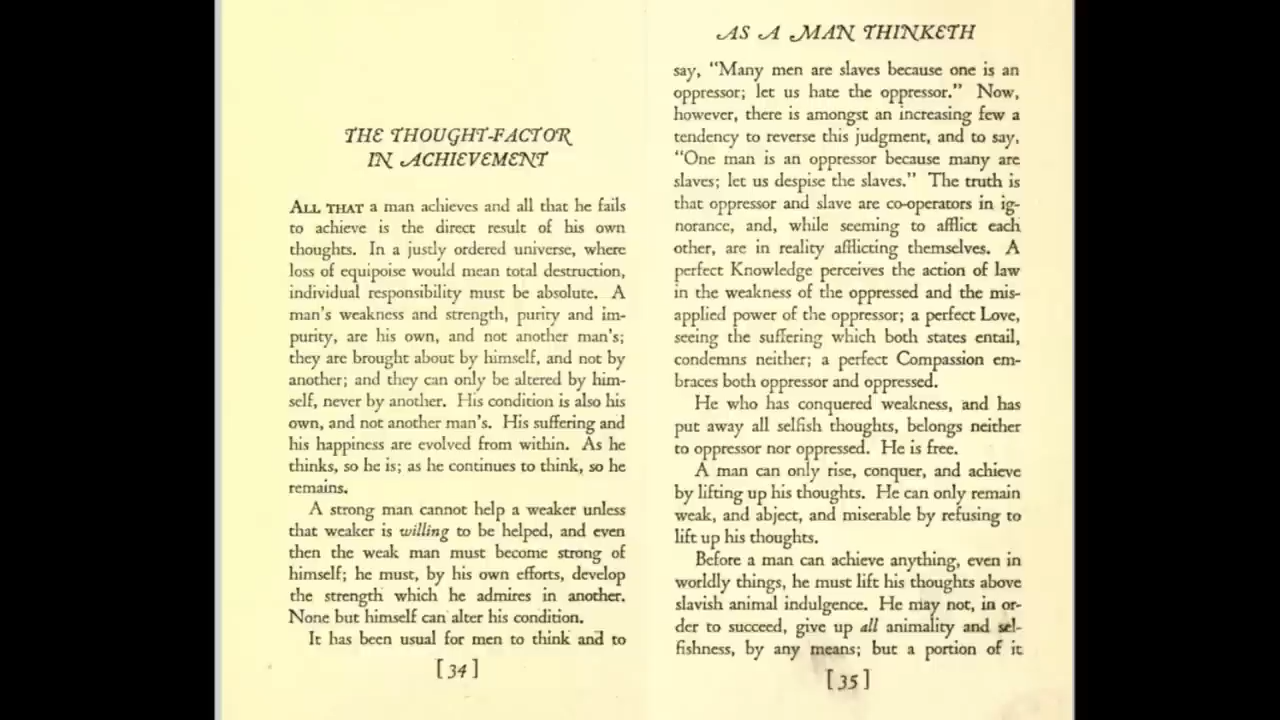 THE THOUGHT-FACTOR
IN ACHIEVEMENT
ALL THAT a man achieves and all that he fails
to achieve is the direct result of his own
thoughts. In a justly ordered universe, where
loss of equipoise would mean total destruction,
individual responsibility must be absolute. A
man's weakness and strength, purity and im-
purity, are his own, and not another man's;
they are brought about by himself, and not by
another; and they can only be altered by him-
self, never by another. His condition is also his
own, and not another man's. His suffering and
his happiness are evolved from within. As he
thinks, so he is; as he continues to think, so he
remains.
A strong man cannot help a weaker unless
that weaker is willing to be helped, and even
then the weak man must become strong of
himself; he must, by his own efforts, develop
the strength which he admires in another.
None but himself can alter his condition.
It has been usual for men to think and to
[34]
AS A MAN THINKETH
say, "Many men are slaves because one is an
oppressor; let us hate the oppressor." Now,
however, there is amongst an increasing few a
tendency to reverse this judgment, and to say,
"One man is an oppressor because many are
slaves; let us despise the slaves." The truth is
that oppressor and slave are co-operators in ig-
norance, and, while seeming to afflict each
other, are in reality afflicting themselves. A
perfect Knowledge perceives the action of law
in the weakness of the oppressed and the mis-
applied power of the oppressor; a perfect Love,
seeing the suffering which both states entail,
condemns neither; a perfect Compassion em-
braces both oppressor and oppressed.
He who has conquered weakness, and has
put away all selfish thoughts, belongs neither
to oppressor nor oppressed. He is free.
A man can only rise, conquer, and achieve
by lifting up his thoughts. He can only remain
weak, and abject, and miserable by refusing to
lift up his thoughts.
Before a man can achieve anything, even in
worldly things, he must lift his thoughts above
slavish animal indulgence. He may not, in or-
der to succeed, give up all animality and sel-
fishness, by any means; but a portion of it
[35]